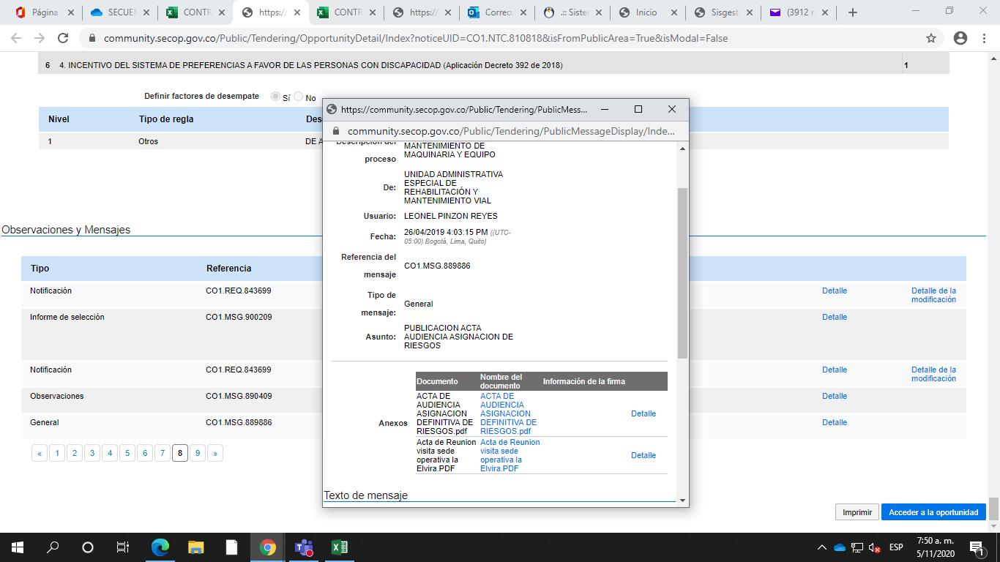 Página
SECUEN
CONTR
https:/
CONTR
https:/
Correo:
.:: Sister
Inicio
Sisgest
(3912 m
community.secop.gov.co/Public/Tendering/OpportunityDetail/Index?noticeUID=CO1.NTC.810818&isFromPublicArea=True&isModal=False
6 4. INCENTIVO DEL SISTEMA DE PREFERENCIAS A FAVOR DE LAS PERSONAS CON DISCAPACIDAD (Aplicación Decreto 392 de 2018) 1
Definir factores de desempate Sí No
Nivel Tipo de regla Des
1 Otros DE A
https://community.secop.gov.co/Public/Tendering/PublicMess...
community.secop.gov.co/Public/Tendering/PublicMessageDisplay/Inde...
Descripción del
proceso
MANTENIMIENTO DE
MAQUINARIA Y EQUIPO
De:
UNIDAD ADMINISTRATIVA
ESPECIAL DE
REHABILITACIÓN Y
MANTENIMIENTO VIAL
Usuario: LEONEL PINZON REYES
Fecha:
26/04/2019 4:03:15 PM ((UTC-
05:00) Bogotá, Lima, Quito)
Referencia del
mensaje
CO1.MSG.889886
Tipo de
mensaje:
General
Asunto:
PUBLICACION ACTA
AUDIENCIA ASIGNACION DE
RIESGOS
Anexos
Documento
Nombre del
documento
Información de la firma
ACTA DE
AUDIENCIA
ASIGNACION
DEFINITIVA DE
RIESGOS.pdf
ACTA DE
AUDIENCIA
ASIGNACION
DEFINITIVA DE
RIESGOS.pdf
Detalle
Acta de Reunion
visita sede
operativa la
Elvira.PDF
Acta de Reunion
visita sede
operativa la
Elvira.PDF
Detalle
Texto de mensaje
Observaciones y Mensajes
Tipo Referencia
Notificación CO1.REQ.843699 Detalle
Detalle de la
modificación
Informe de selección CO1.MSG.900209 Detalle
Notificación CO1.REQ.843699 Detalle
Detalle de la
modificación
Observaciones CO1.MSG.890409 Detalle
General CO1.MSG.889886 Detalle
« 1 2 3 4 5 6 7 8 9 »
Imprimir Acceder a la oportunidad
ESP
7:50 a. m.
5/11/2020
1